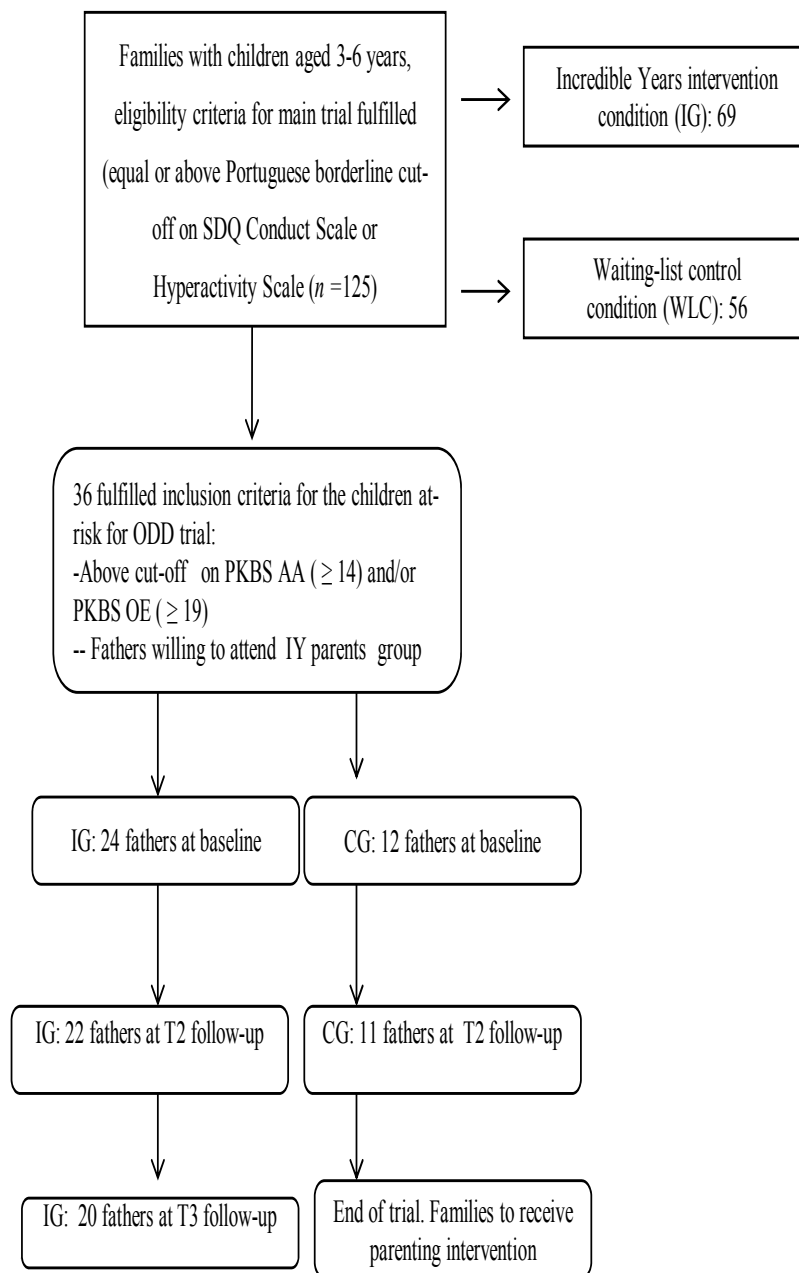 Families with children aged 3-6 years,
eligibility criteria for main trial fulfilled
(equal or above Portuguese borderline cut-
off on SDQ Conduct Scale or
Hyperactivity Scale (n =125)
Incredible Years intervention
condition (IG): 69
Waiting-list control
condition (WLC): 56
36 fulfilled inclusion criteria for the children at-
risk for ODD trial:
-Above cut-off on PKBS AA ( ≥ 14) and/or
PKBS OE ( ≥ 19)
-- Fathers willing to attend IY parents group
IG: 24 fathers at baseline
CG: 12 fathers at baseline
IG: 22 fathers at T2 follow-up
CG: 11 fathers at T2 follow-up
IG: 20 fathers at T3 follow-up
End of trial. Families to receive
parenting intervention